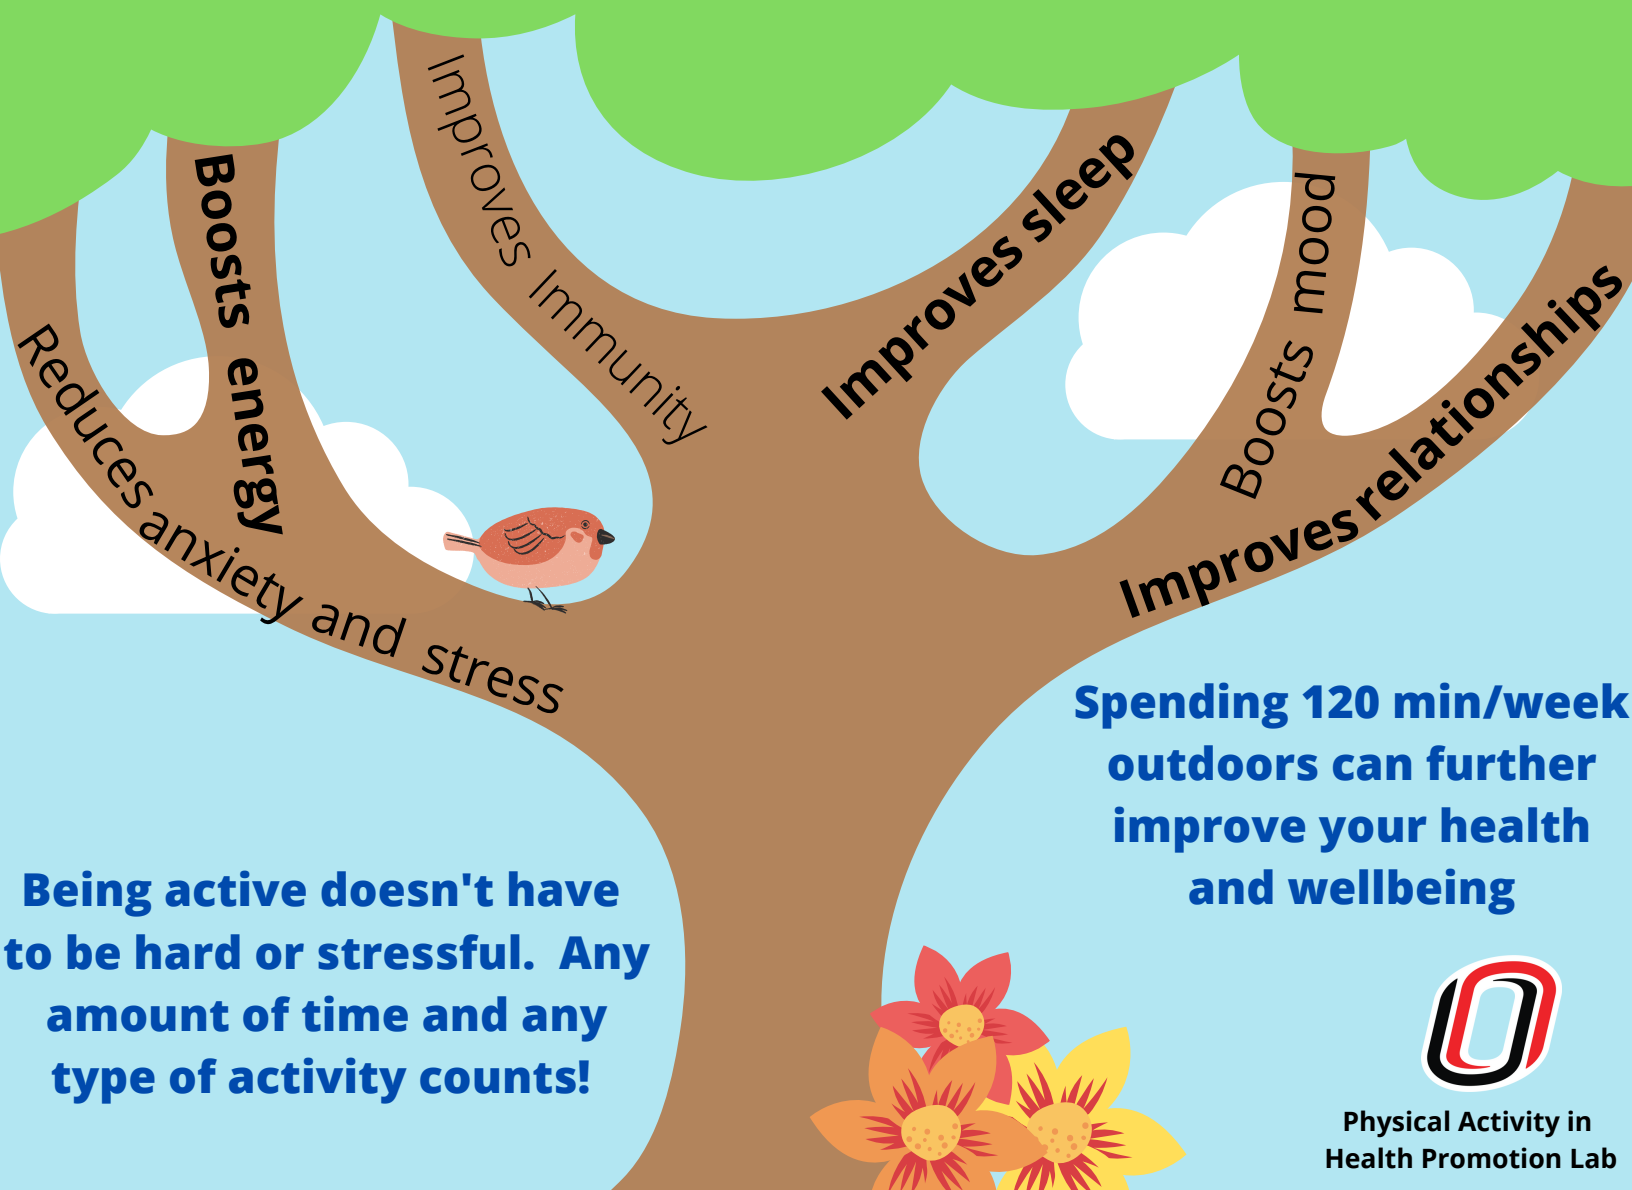 Reduces anxiety and stress
Boosts energy
Improves Immunity
Improves sleep
Boosts mood
Improves relationships
Spending 120 min/week
outdoors can further
improve your health
and wellbeing
Being active doesn't have
to be hard or stressful. Any
amount of time and any
type of activity counts!
O
Physical Activity in
Health Promotion Lab